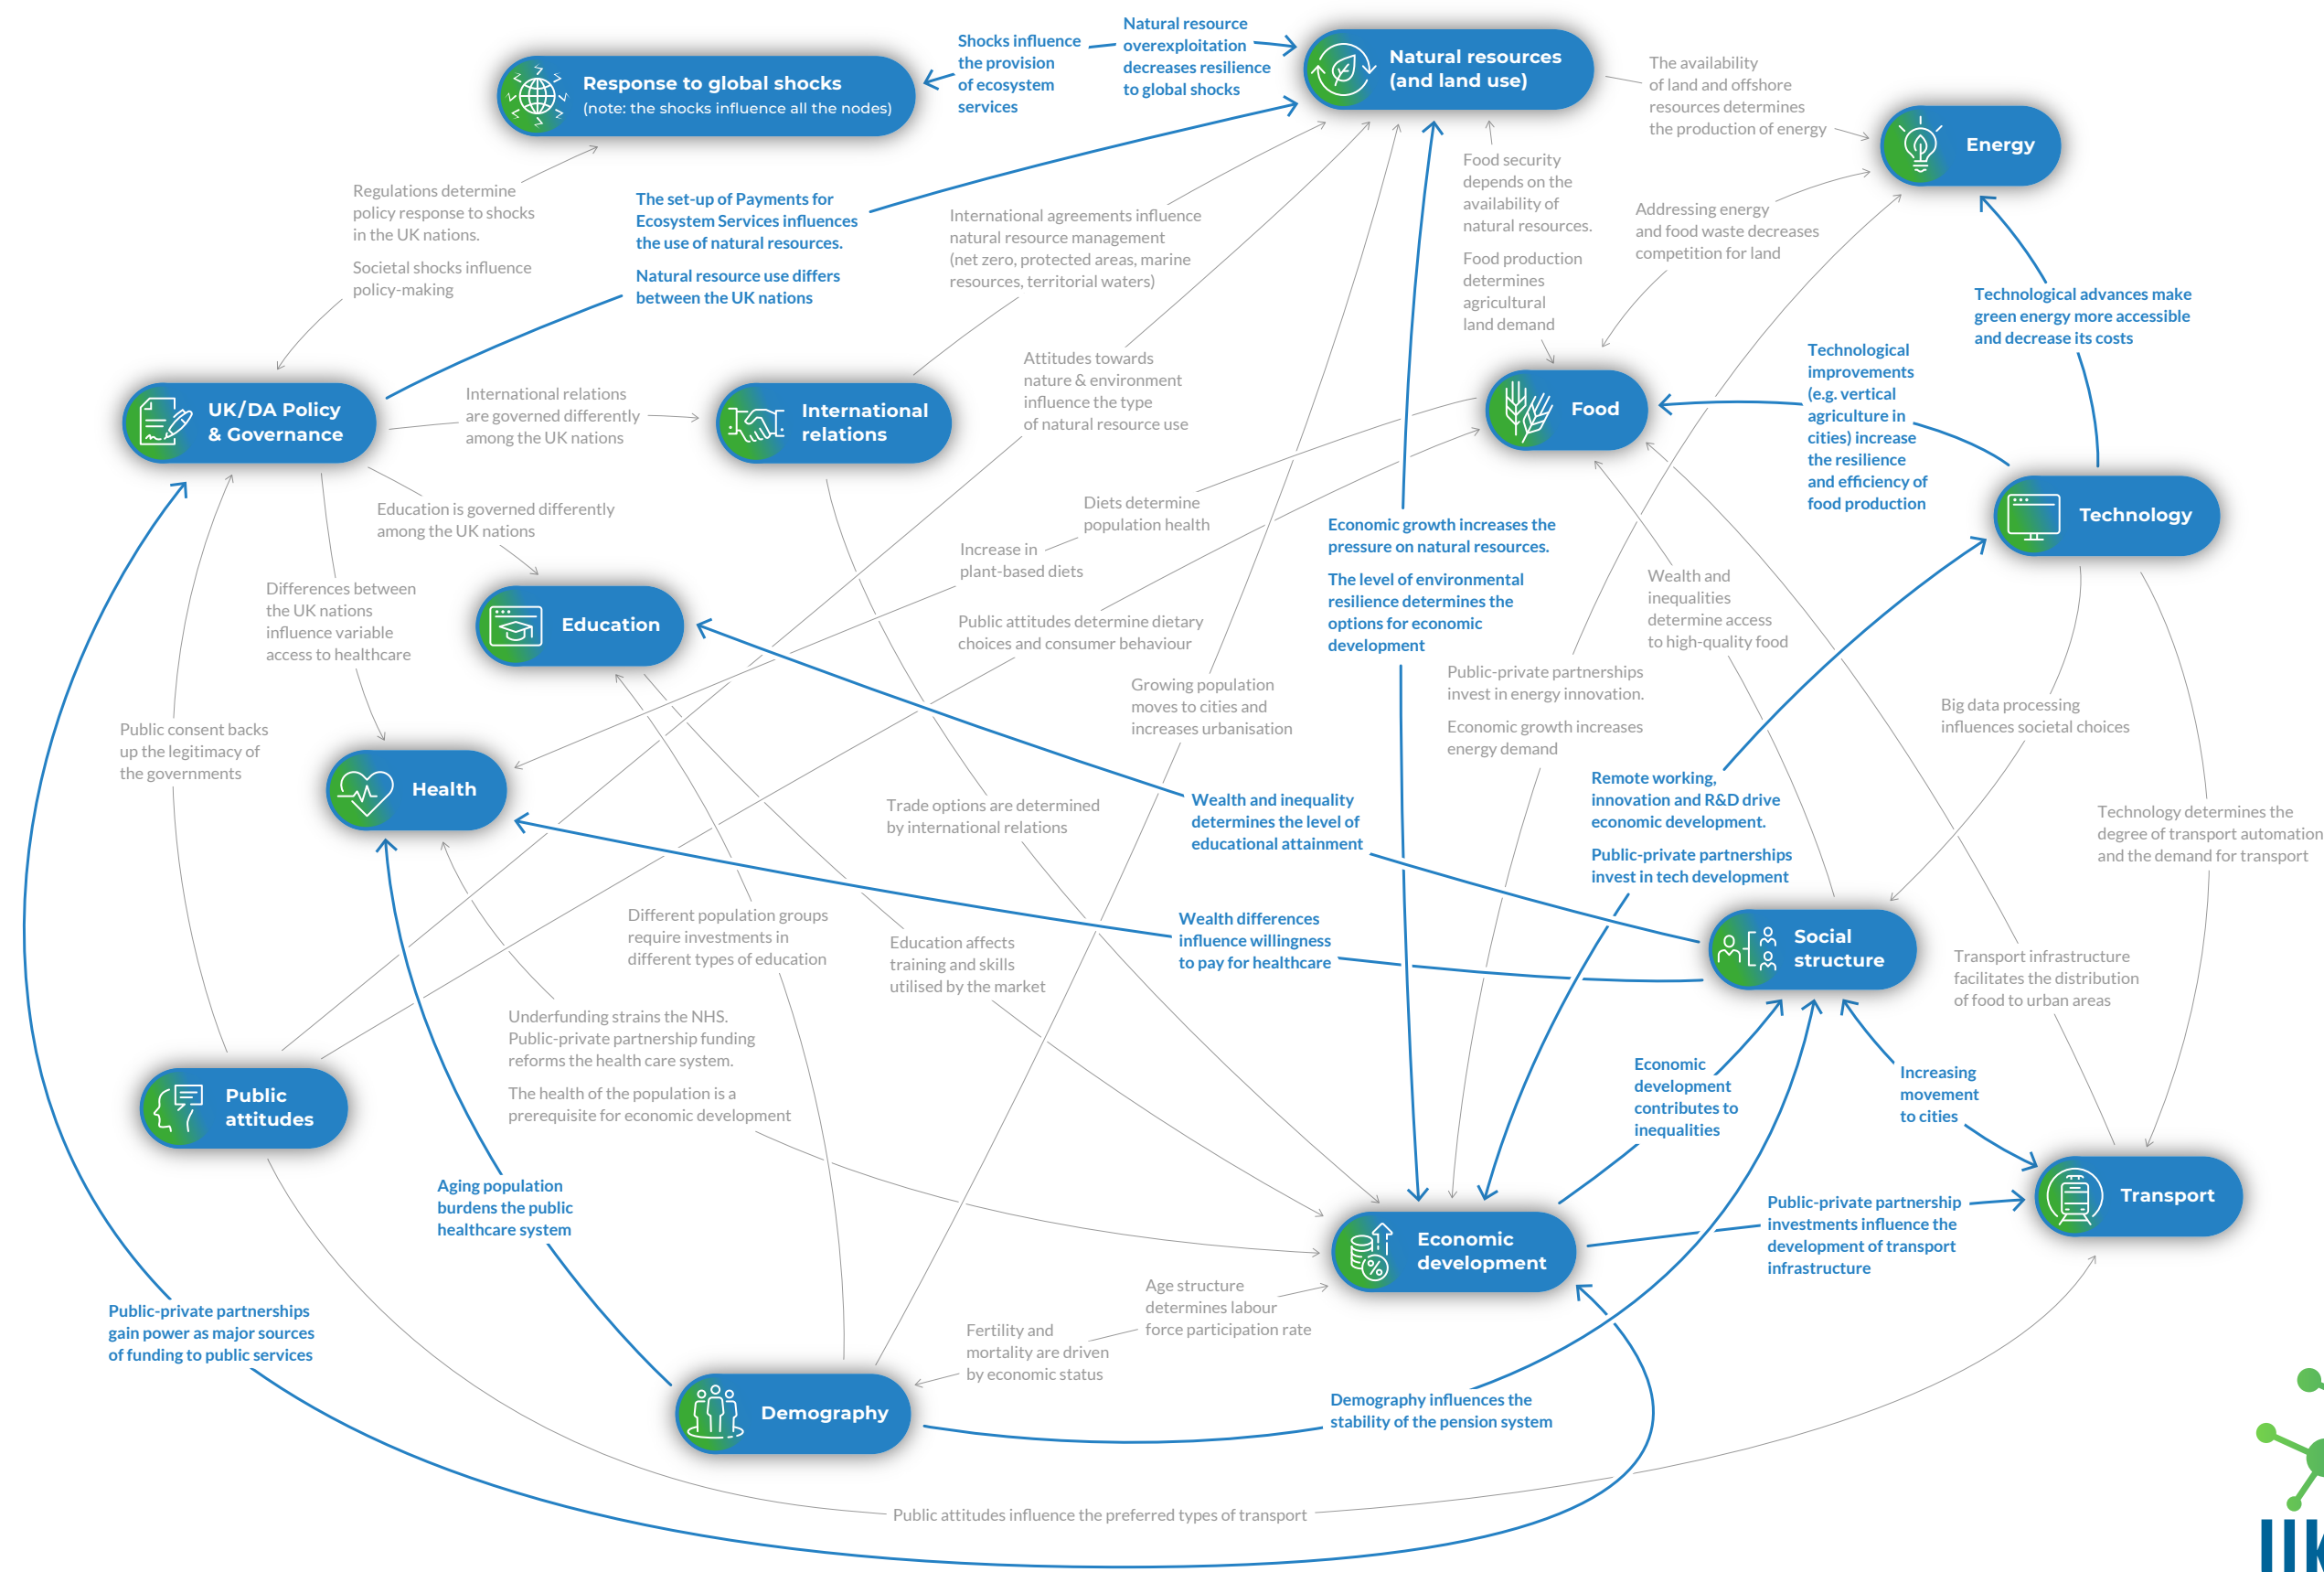 Shocks influence
the provision
of ecosystem
services
Natural resource
overexploitation
decreases resilience
to global shocks
Response to global shocks
(note: the shocks influence all the nodes)
Natural resources
(and land use)
The availability
of land and offshore
resources determines
the production of energy
Energy
Regulations determine
policy response to shocks
in the UK nations.
Societal shocks influence
policy-making
The set-up of Payments for
Ecosystem Services influences
the use of natural resources.
Natural resource use differs
between the UK nations
International agreements influence
natural resource management
(net zero, protected areas, marine
resources, territorial waters)
Food security
depends on the
availability of
natural resources.
Food production
determines
agricultural
land demand
Addressing energy
and food waste decreases
competition for land
Technological advances make
green energy more accessible
and decrease its costs
Technological
improvements
(e.g. vertical
agriculture in
cities) increase
the resilience
and efficiency of
food production
Attitudes towards
nature & environment
influence the type
of natural resource use
UK/DA Policy
& Governance
International relations
are governed differently
among the UK nations
International
relations
Food
Technology
Education is governed differently
among the UK nations
Diets determine
population health
Increase in
plant-based diets
Economic growth increases the
pressure on natural resources.
The level of environmental
resilience determines the
options for economic
development
Differences between
the UK nations
influence variable
access to healthcare
Education
Public attitudes determine dietary
choices and consumer behaviour
Wealth and
inequalities
determine access
to high-quality food
Public-private partnerships
invest in energy innovation.
Economic growth increases
energy demand
Growing population
moves to cities and
increases urbanisation
Big data processing
influences societal choices
Public consent backs
up the legitimacy of
the governments
Health
Trade options are determined
by international relations
Wealth and inequality
determines the level of
educational attainment
Remote working,
innovation and R&D drive
economic development.
Public-private partnerships
invest in tech development
Technology determines the
degree of transport automation
and the demand for transport
Different population groups
require investments in
different types of education
Education affects
training and skills
utilised by the market
Wealth differences
influence willingness
to pay for healthcare
Social
structure
Transport infrastructure
facilitates the distribution
of food to urban areas
Underfunding strains the NHS.
Public-private partnership funding
reforms the health care system.
The health of the population is a
prerequisite for economic development
Public
attitudes
Economic
development
contributes to
inequalities
Increasing
movement
to cities
Aging population
burdens the public
healthcare system
Economic
development
Public-private partnership
investments influence the
development of transport
infrastructure
Transport
Age structure
determines labour
force participation rate
Fertility and
mortality are driven
by economic status
Public-private partnerships
gain power as major sources
of funding to public services
Demography
Demography influences the
stability of the pension system
Public attitudes influence the preferred types of transport